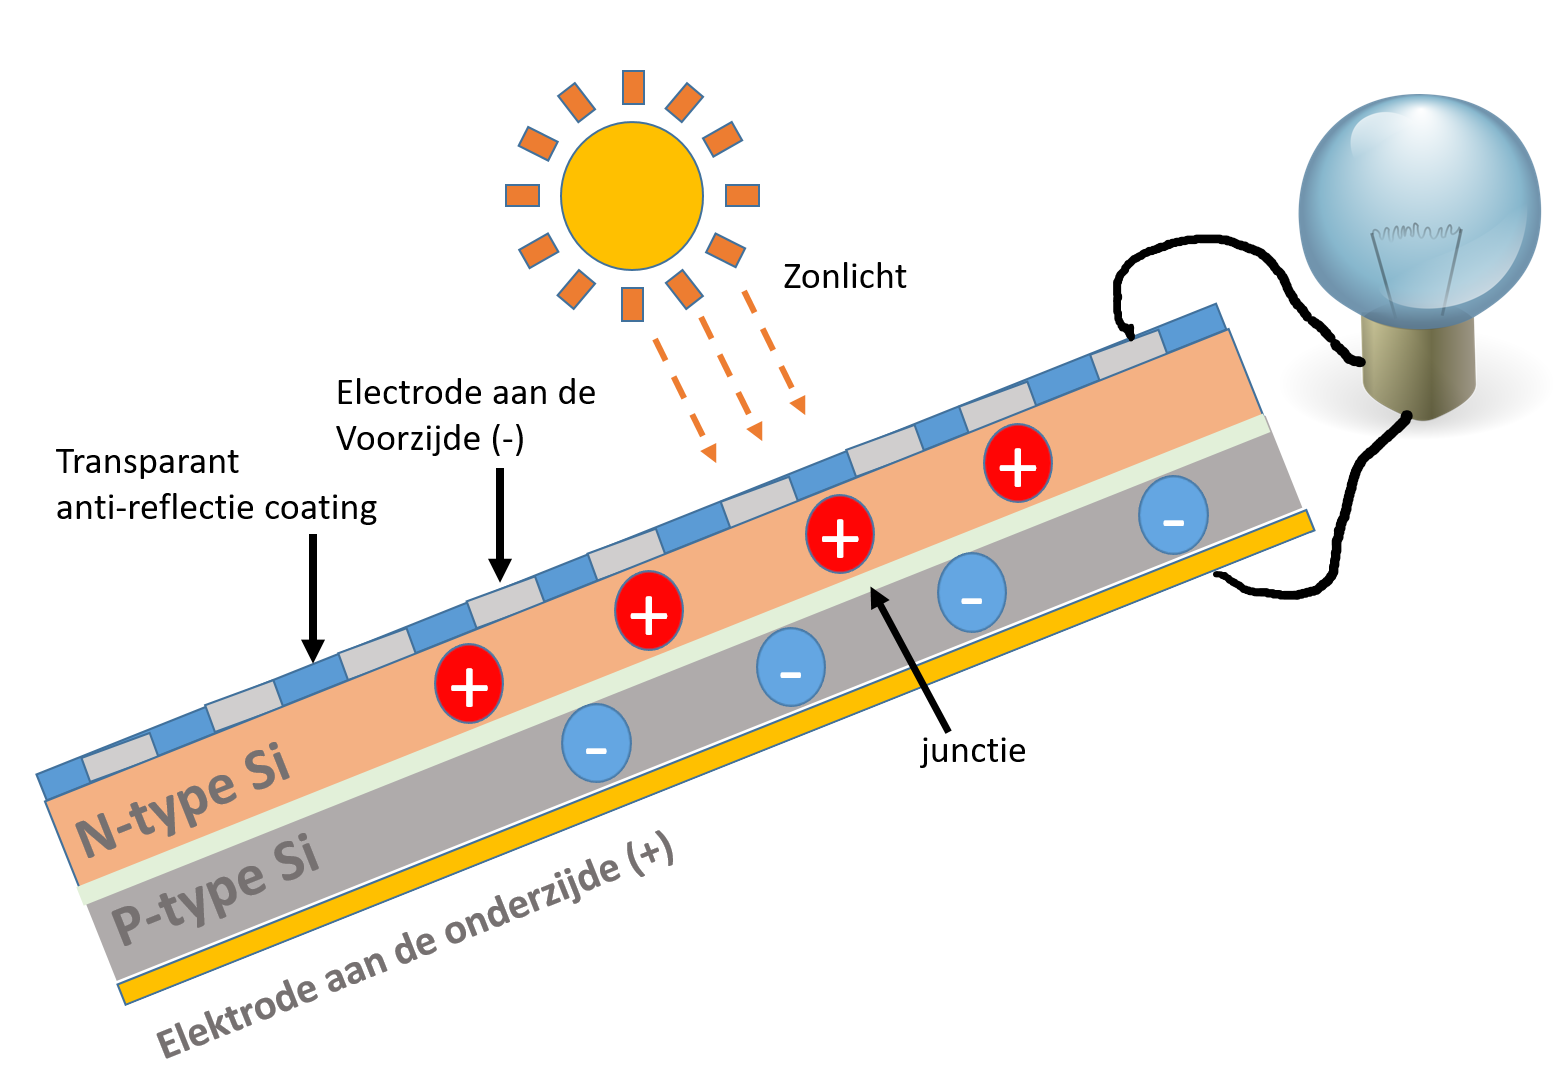 Zonlicht
Electrode aan de
Voorzijde (-)
Transparant
anti-reflectie coating
+
+
+
+
-
-
-
-
junctie
N-type Si
P-type Si
Elektrode aan de onderzijde (+)